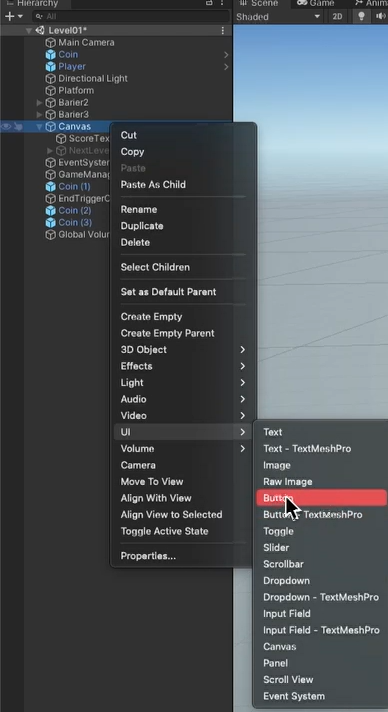 Hierarchy
Scene
Game
Anim
All
Shaded
2D
Level01*
Main Camera
Coin
Player
Directional Light
Platform
Barier2
Barier3
Canvas
ScoreTex
NextLeve
EventSyster
GameManag
Coin (1)
EndTriggerC
Coin (2)
Coin (3)
Global Volur
Cut
Copy
Paste
Paste As Child
Rename
Duplicate
Delete
Select Children
Set as Default Parent
Create Empty
Create Empty Parent
3D Object
Effects
Light
Audio
Video
UI
Volume
Camera
Move To View
Align With View
Align View to Selected
Toggle Active State
Properties...
Text
Text - TextMeshPro
Image
Raw Image
Button
Button - TextMeshPro
Toggle
Slider
Scrollbar
Dropdown
Dropdown - TextMeshPro
Input Field
Input Field - TextMeshPro
Canvas
Panel
Scroll View
Event System